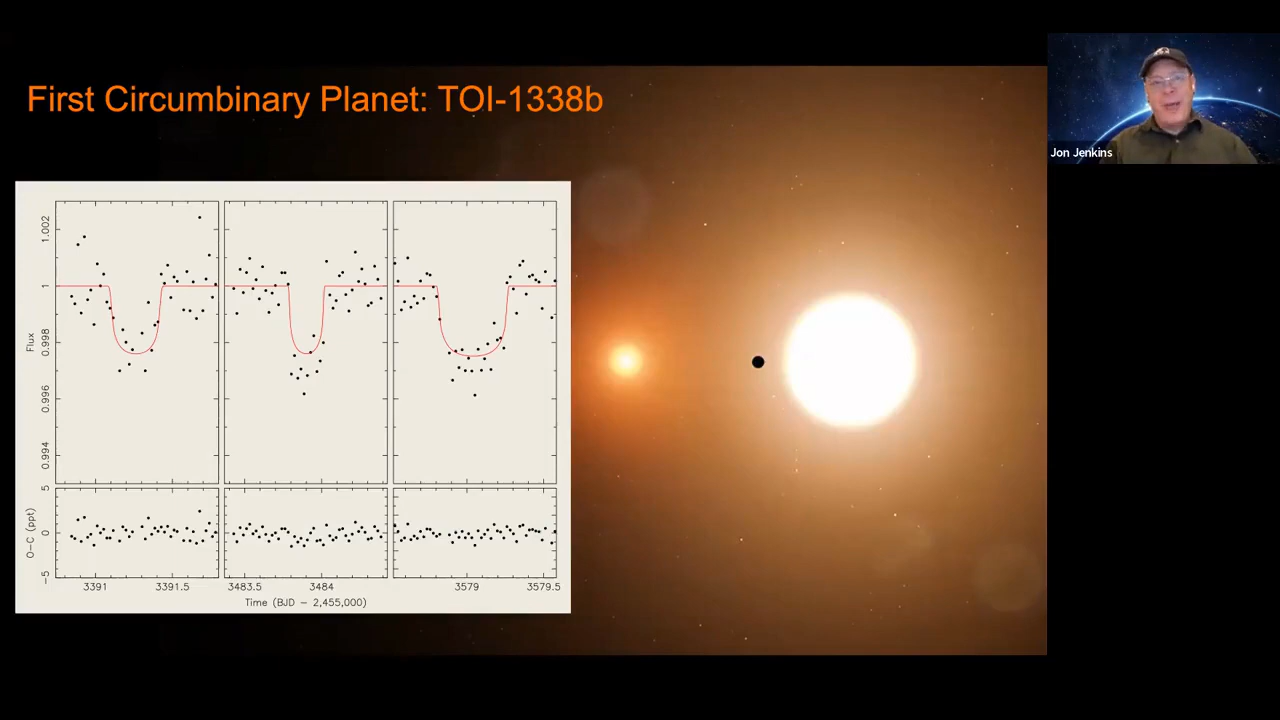 First Circumbinary Planet: TOI-1338b
Jon Jenkins
Flux
1.002
1
0.998
0.996
0.994
O-C (ppt)
5
0
-5
3391 3391.5 3483.5 3484 3579 3579.5
Time (BJD - 2,455,000)